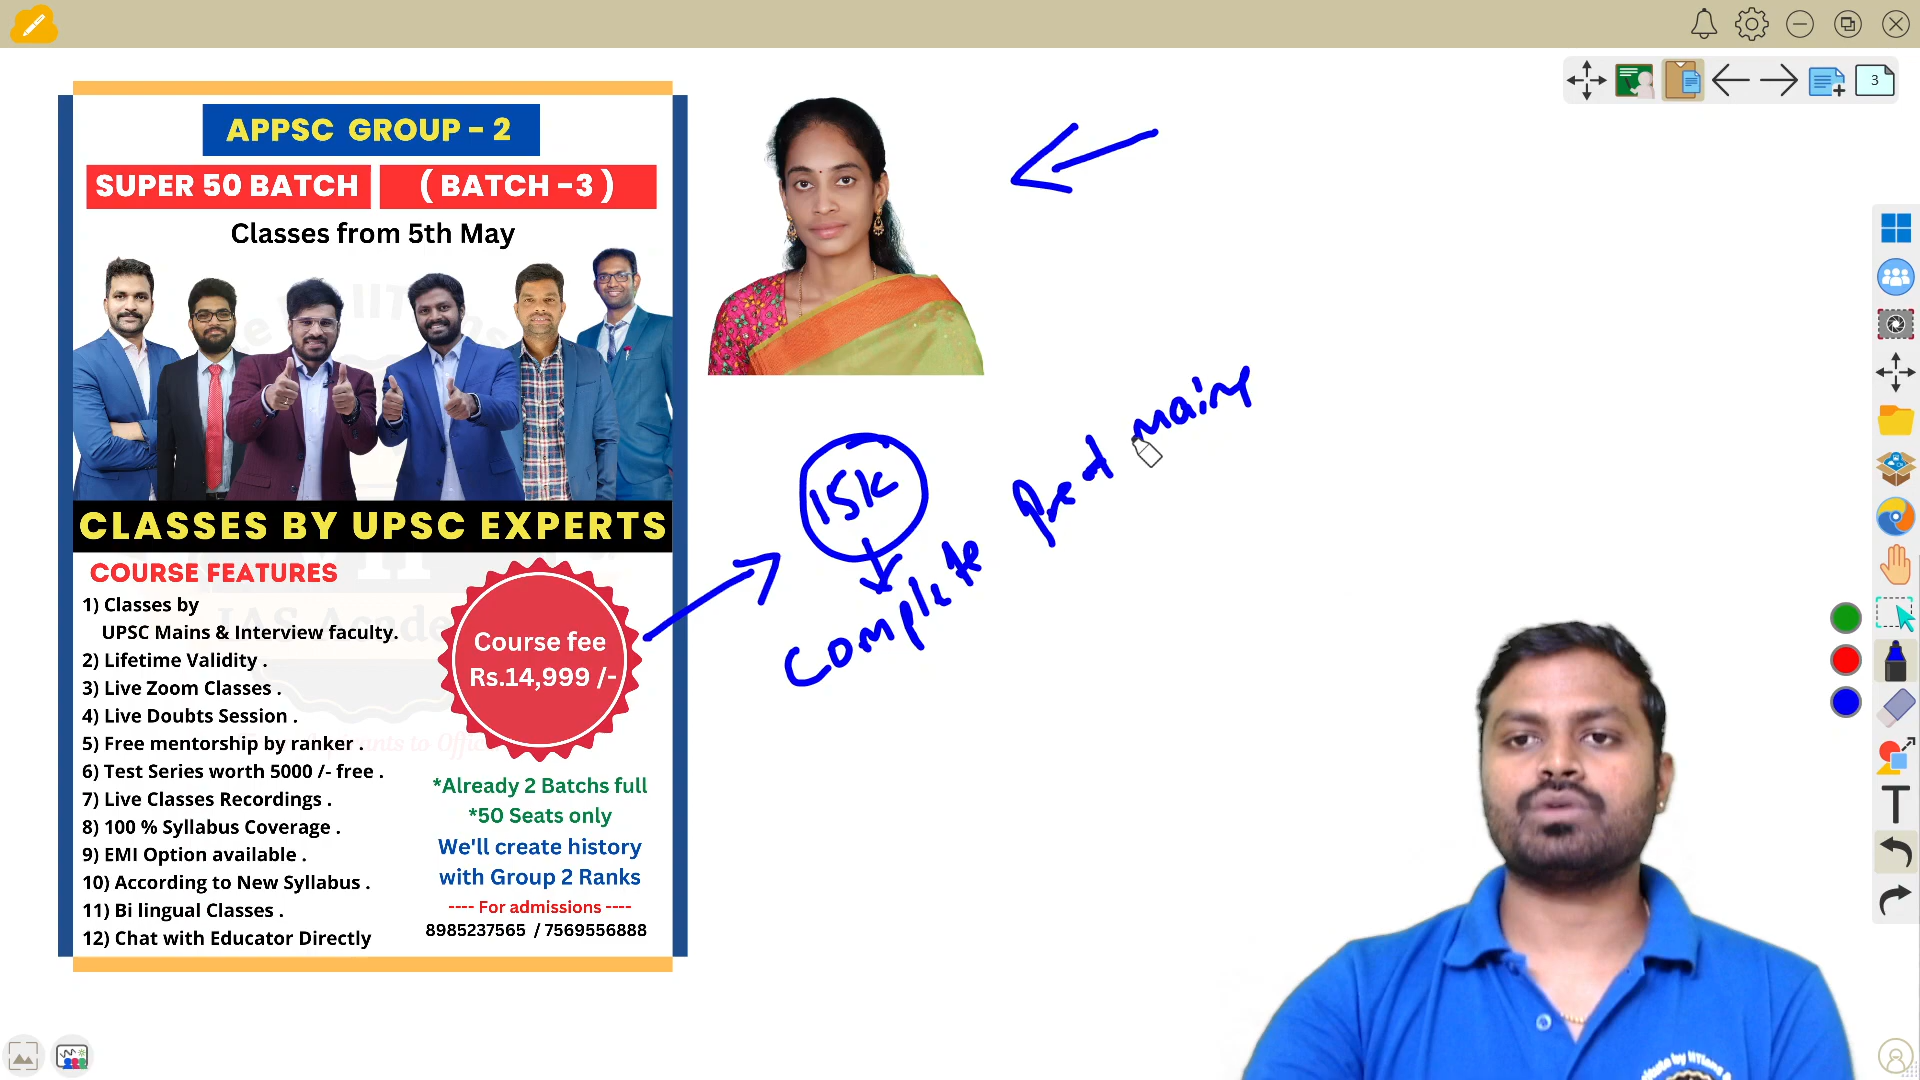 3
APPSC GROUP - 2
SUPER 50 BATCH
( BATCH -3 )
Classes from 5th May
CLASSES BY UPSC EXPERTS
COURSE FEATURES
1) Classes by
UPSC Mains & Interview faculty.
2) Lifetime Validity .
3) Live Zoom Classes .
4) Live Doubts Session .
5) Free mentorship by ranker .
6) Test Series worth 5000 /- free .
7) Live Classes Recordings .
8) 100 % Syllabus Coverage .
9) EMI Option available .
10) According to New Syllabus .
11) Bi lingual Classes .
12) Chat with Educator Directly
Course fee
Rs.14,999 /-
*Already 2 Batchs full
*50 Seats only
We'll create history
with Group 2 Ranks
---- For admissions ----
8985237565 / 7569556888
15K
Complete
mains